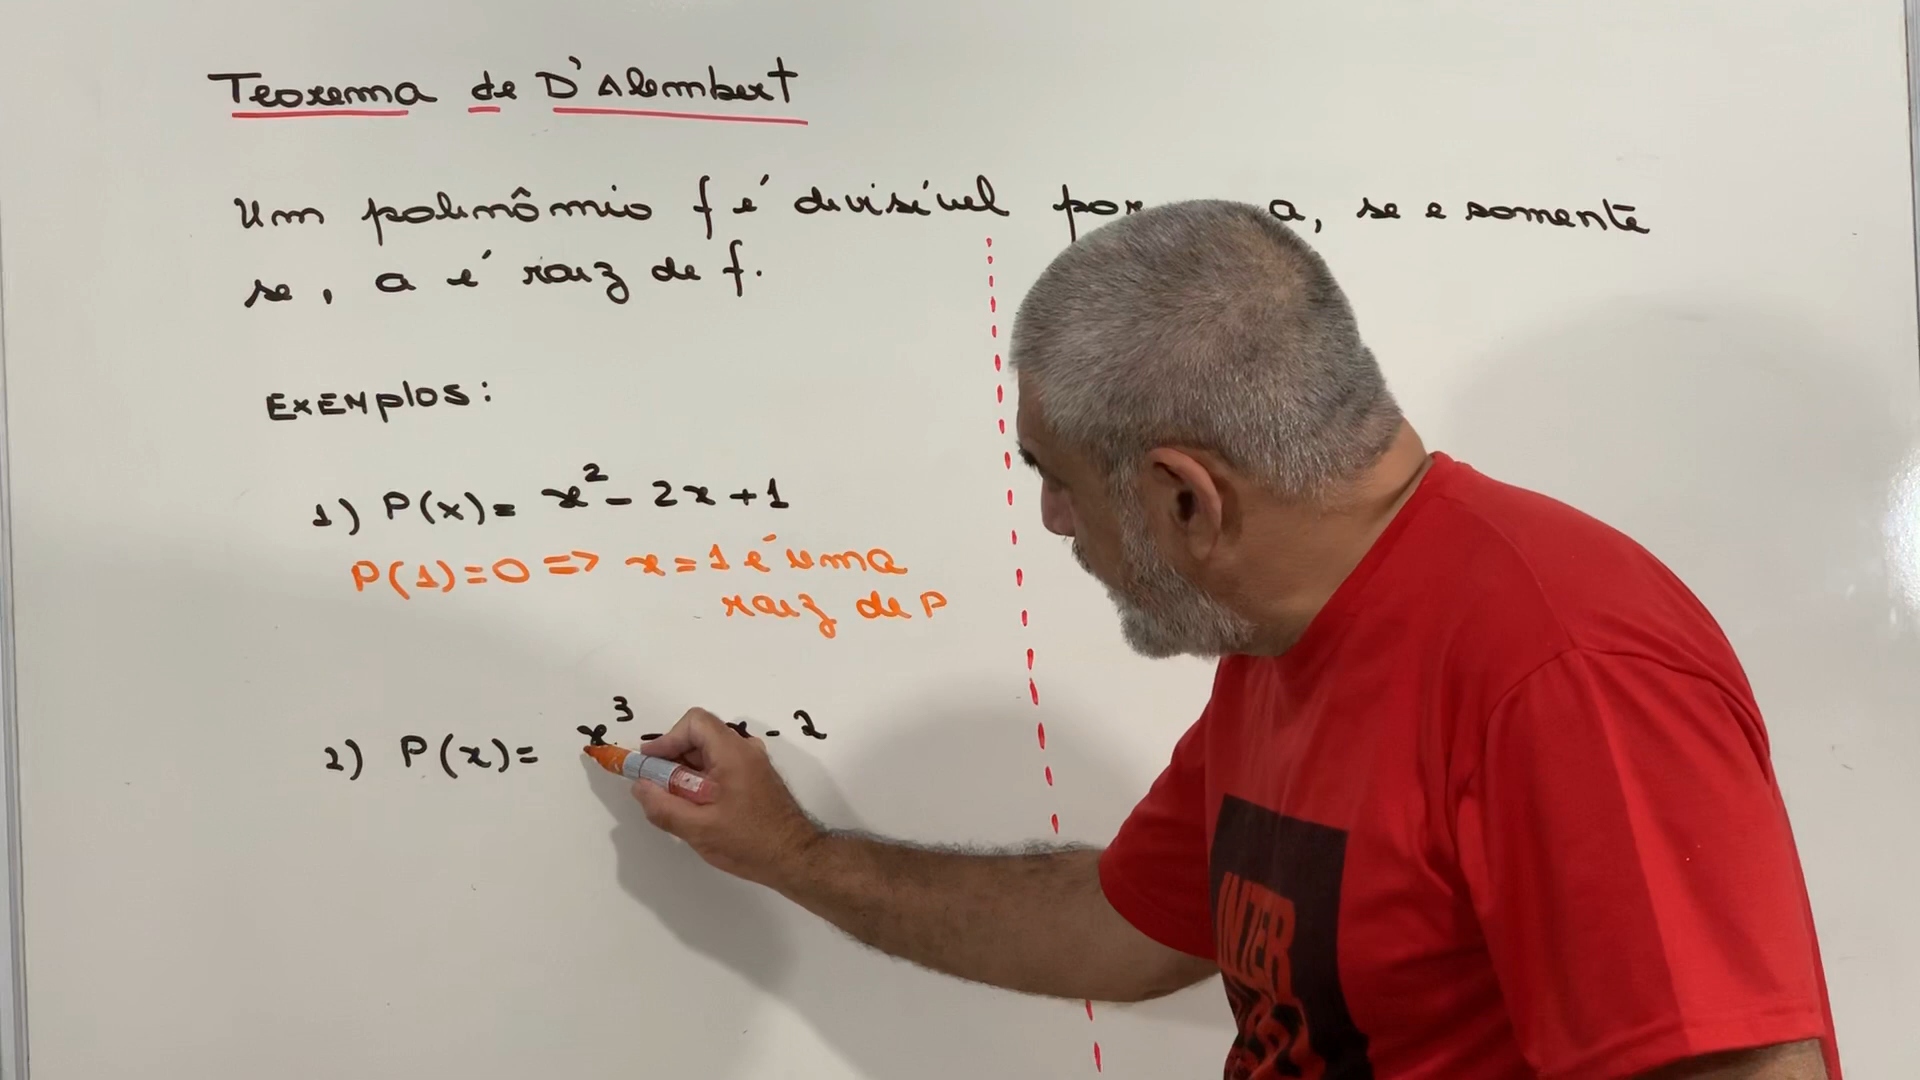 Teorema de D'Alembert
Um polinômio f é divisível por a, se e somente
se, a é raiz de f.
EXEMplos:
1) P(x)= x² - 2x + 1
P(1)=0 => x = 1 é uma
raiz de P
2) P(x)= x³ - x - 2
INTER